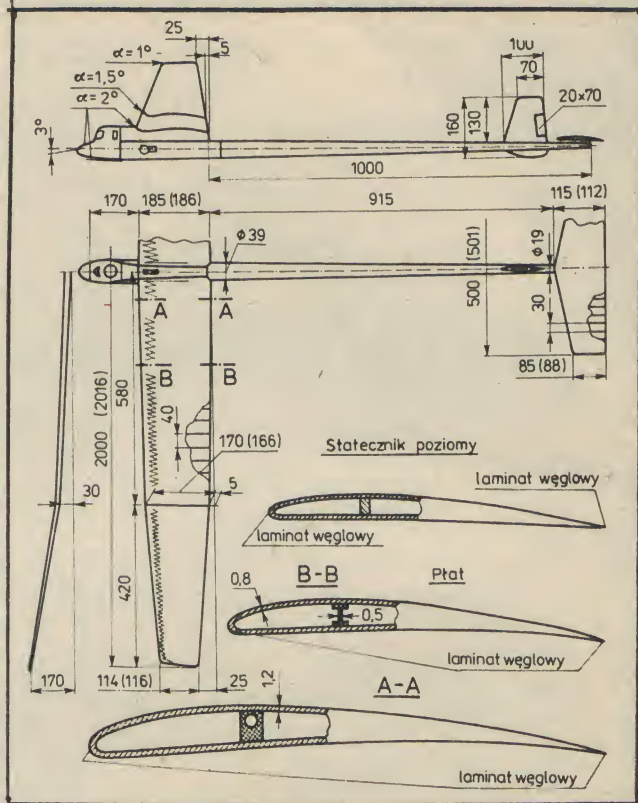 25
5
100
70
α=1°
α=1,5°
α=2°
3°
160
130
20×70
1000
170
185 (186)
915
115 (112)
φ39
φ19
500 (501)
30
85 (88)
A
A
B
B
2000 (2016)
580
40
170 (166)
5
30
420
170
114 (116)
25
Statecznik poziomy
laminat węglowy
laminat węglowy
B-B
Płat
0,8
0,5
laminat węglowy
A-A
1,2
laminat węglowy